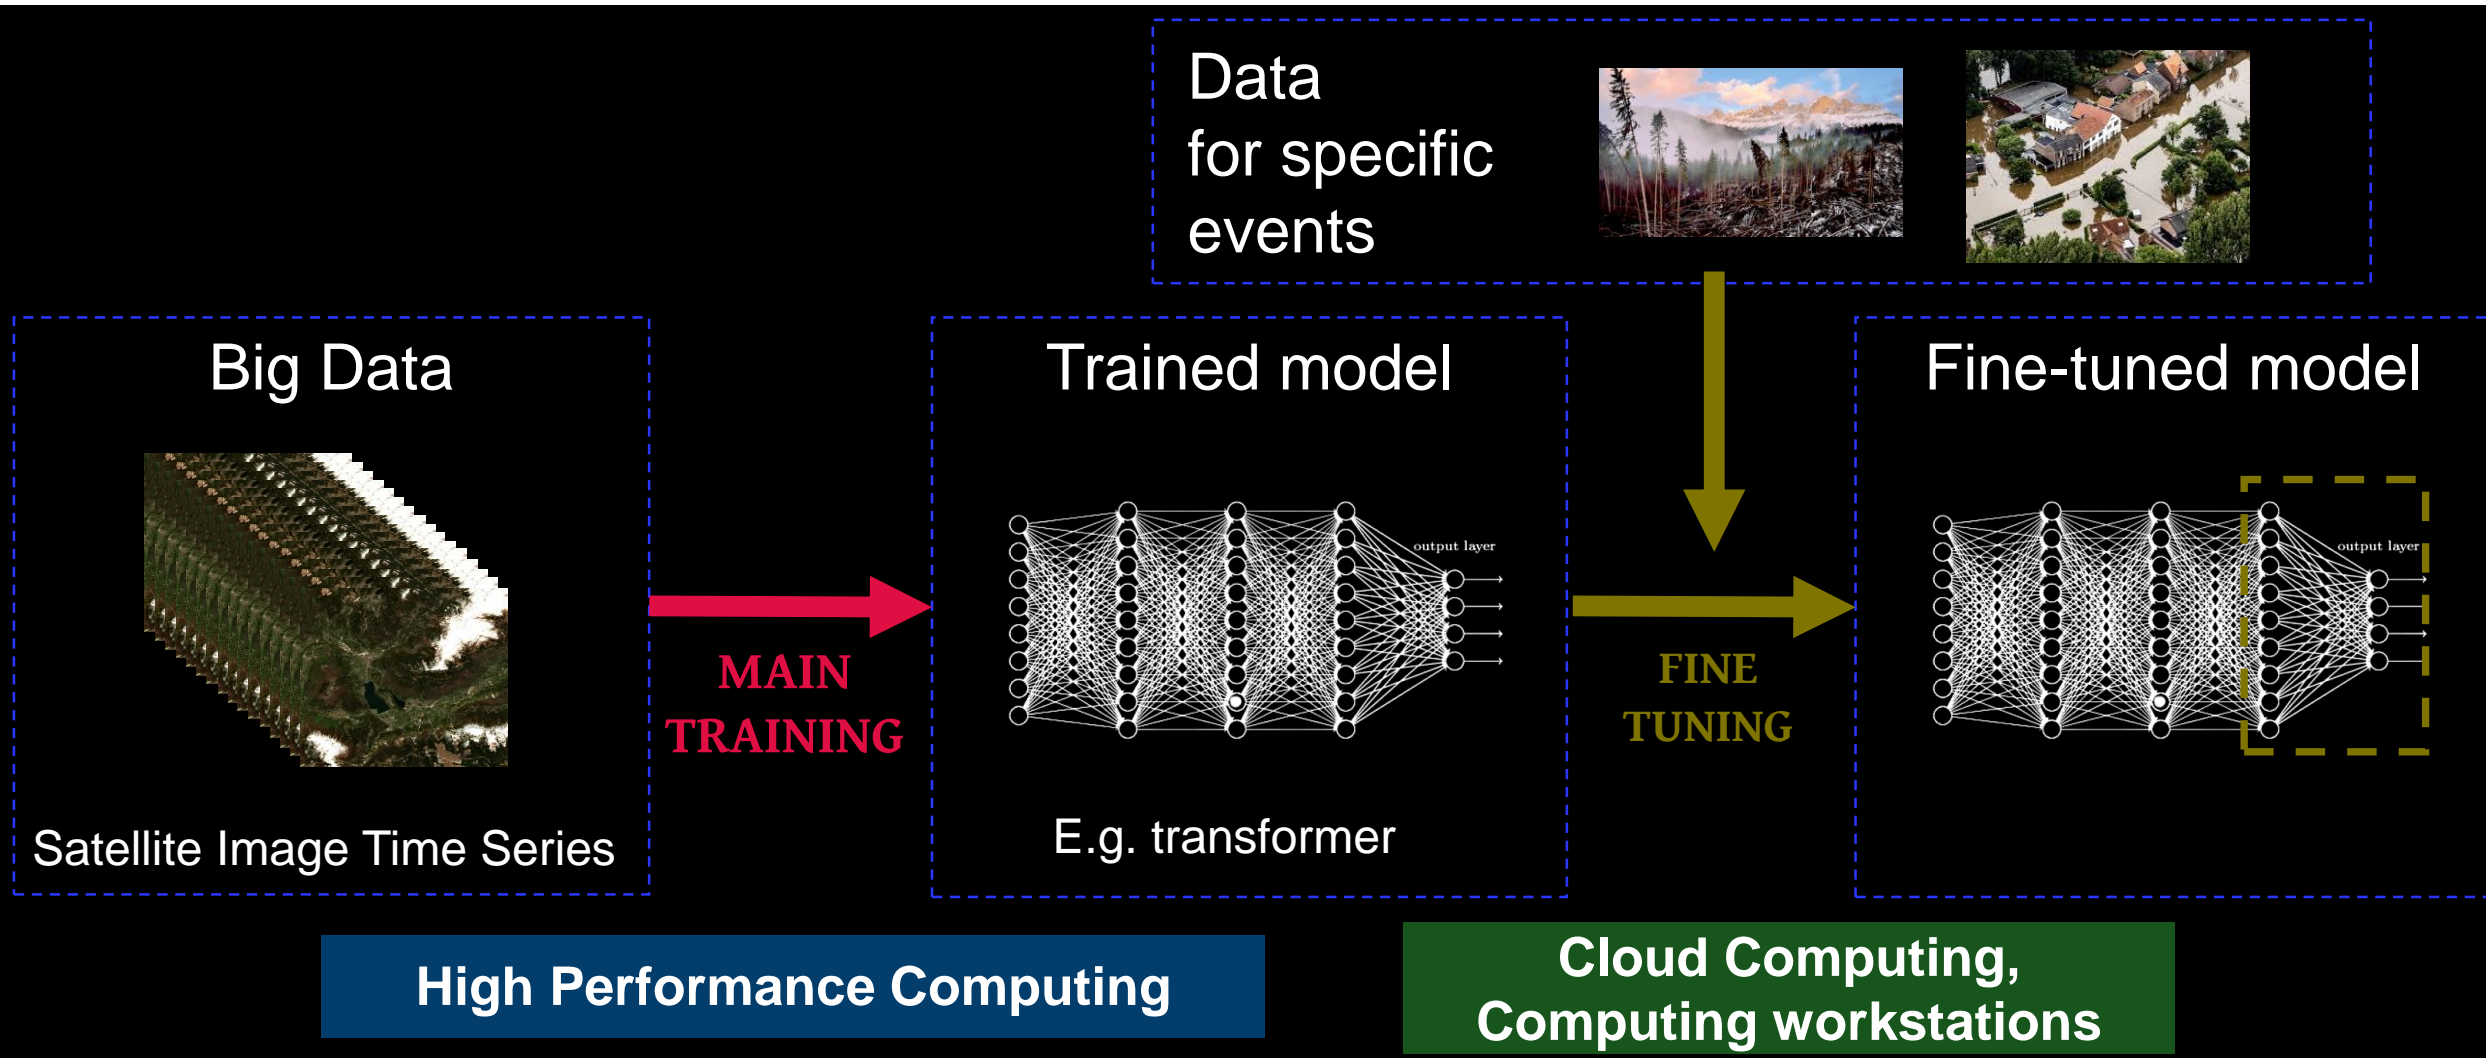 Data
for specific
events
Big Data
Satellite Image Time Series
MAIN
TRAINING
Trained model
output layer
E.g. transformer
FINE
TUNING
Fine-tuned model
output layer
High Performance Computing
Cloud Computing,
Computing workstations